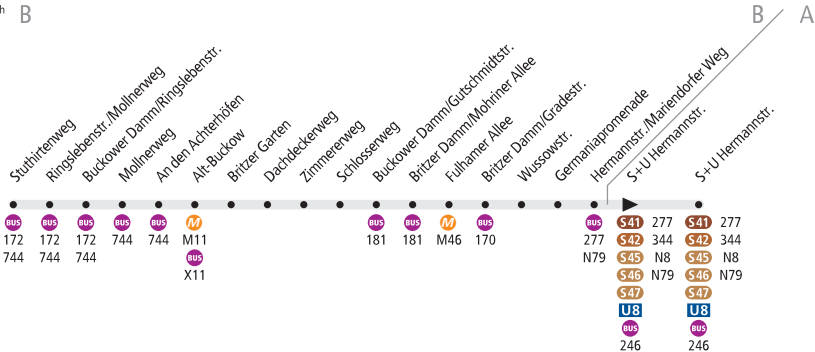 h B B A
Stuthirtenweg
Ringslebenstr./Mollnerweg
Buckower Damm/Ringslebenstr.
Mollnerweg
An den Achterhöfen
Alt-Buckow
Britzer Garten
Dachdeckerweg
Zimmererweg
Schlosserweg
Buckower Damm/Gutschmidtstr.
Britzer Damm/Mohriner Allee
Fulhamer Allee
Britzer Damm/Gradestr.
Wussowstr.
Germaniapromenade
Hermannstr./Mariendorfer Weg
S+U Hermannstr.
S+U Hermannstr.
BUS BUS BUS BUS BUS M BUS BUS M BUS BUS S41 277 S41 277
172 172 172 744 744 M11 181 181 M46 170 277 S42 344 S42 344
744 744 744 BUS N79 S45 N8 S45 N8
X11 S46 N79 S46 N79
S47 S47
U8 U8
BUS BUS
246 246